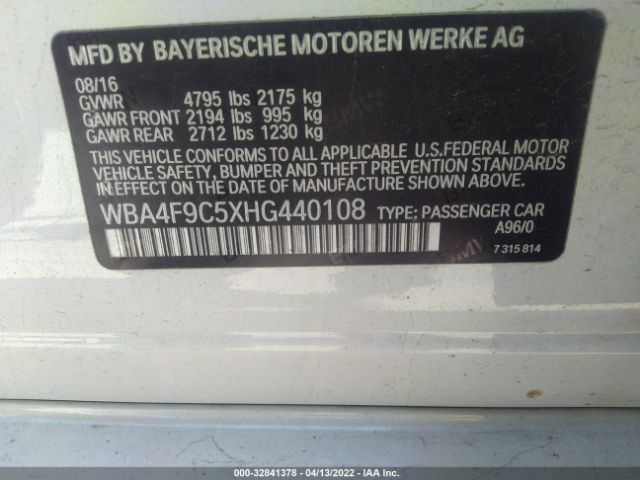 MFD BY BAYERISCHE MOTOREN WERKE AG
08/16
GVWR 4795 lbs 2175 kg
GAWR FRONT 2194 lbs 995 kg
GAWR REAR 2712 lbs 1230 kg
THIS VEHICLE CONFORMS TO ALL APPLICABLE U.S.FEDERAL MOTOR
VEHICLE SAFETY, BUMPER AND THEFT PREVENTION STANDARDS
IN EFFECT ON THE DATE OF MANUFACTURE SHOWN ABOVE.
WBA4F9C5XHG440108 TYPE: PASSENGER CAR
A96/0
7 315 814
000-32841378 - 04/13/2022 - IAA Inc.